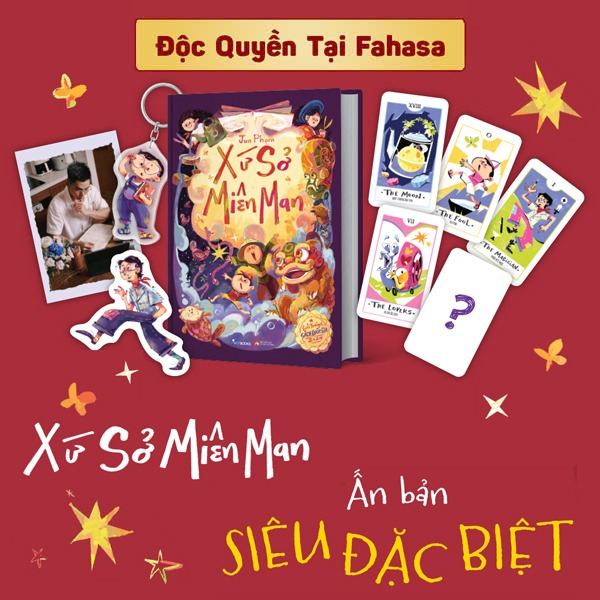 Độc Quyền Tại Fahasa
Jun Phạm
Xứ Sở
Miên Man
XVIII
THE MOON
0
THE FOOL
I
THE MAGICIAN
VII
THE LOVERS
?
Xứ Sở Miên Man
Ấn bản
SIÊU ĐẶC BIỆT